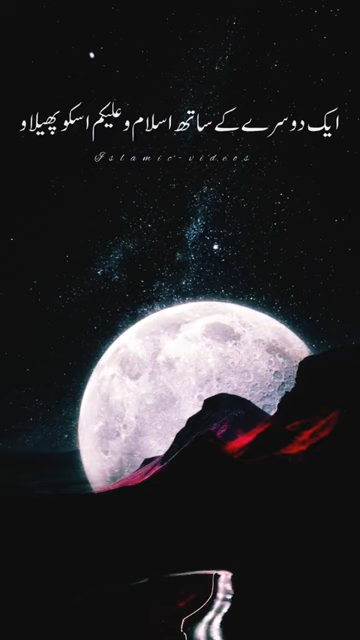 ایک دوسرے کے ساتھ اسلام و علیکم اسکو پھیلاو
Islamic-videos